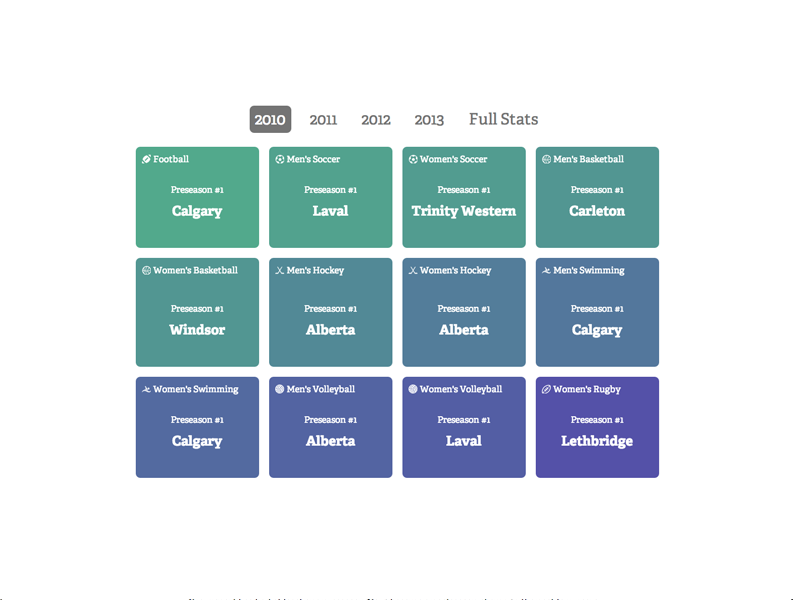 2010 2011 2012 2013 Full Stats
Football
Preseason #1
Calgary
Men's Soccer
Preseason #1
Laval
Women's Soccer
Preseason #1
Trinity Western
Men's Basketball
Preseason #1
Carleton
Women's Basketball
Preseason #1
Windsor
Men's Hockey
Preseason #1
Alberta
Women's Hockey
Preseason #1
Alberta
Men's Swimming
Preseason #1
Calgary
Women's Swimming
Preseason #1
Calgary
Men's Volleyball
Preseason #1
Alberta
Women's Volleyball
Preseason #1
Laval
Women's Rugby
Preseason #1
Lethbridge